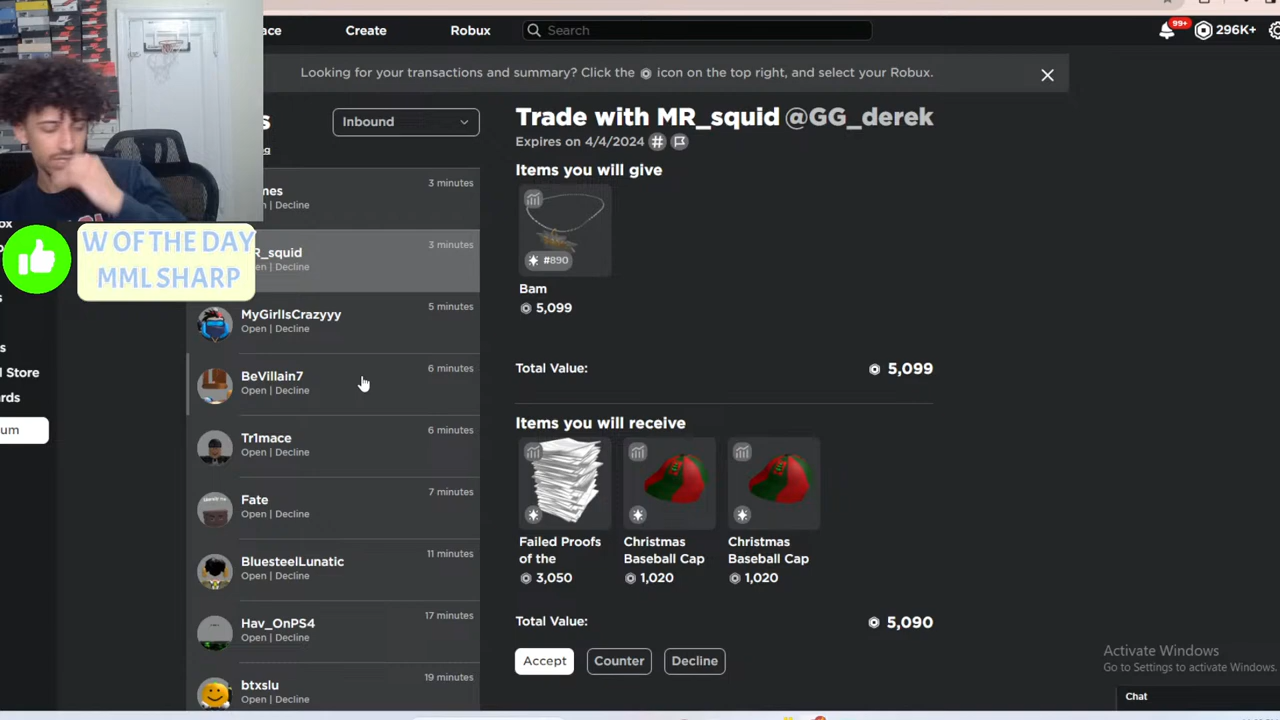 ace
Create
Robux
Search
99+
296K+
Looking for your transactions and summary? Click the icon on the top right, and select your Robux.
Inbound
Trade with MR_squid @GG_derek
Expires on 4/4/2024
Items you will give
#890
Bam
5,099
Total Value:
5,099
Items you will receive
Failed Proofs of the
3,050
Christmas Baseball Cap
1,020
Christmas Baseball Cap
1,020
Total Value:
5,090
Accept
Counter
Decline
mes
3 minutes
Open | Decline
R_squid
3 minutes
Open | Decline
MyGirlIsCrazyyy
5 minutes
Open | Decline
BeVillain7
6 minutes
Open | Decline
Tr1mace
6 minutes
Open | Decline
Fate
7 minutes
Open | Decline
BluesteelLunatic
11 minutes
Open | Decline
Hav_OnPS4
17 minutes
Open | Decline
btxslu
19 minutes
Open | Decline
W OF THE DAY
MML SHARP
ox
s
s
l Store
ards
um
Activate Windows
Go to Settings to activate Windows.
Chat